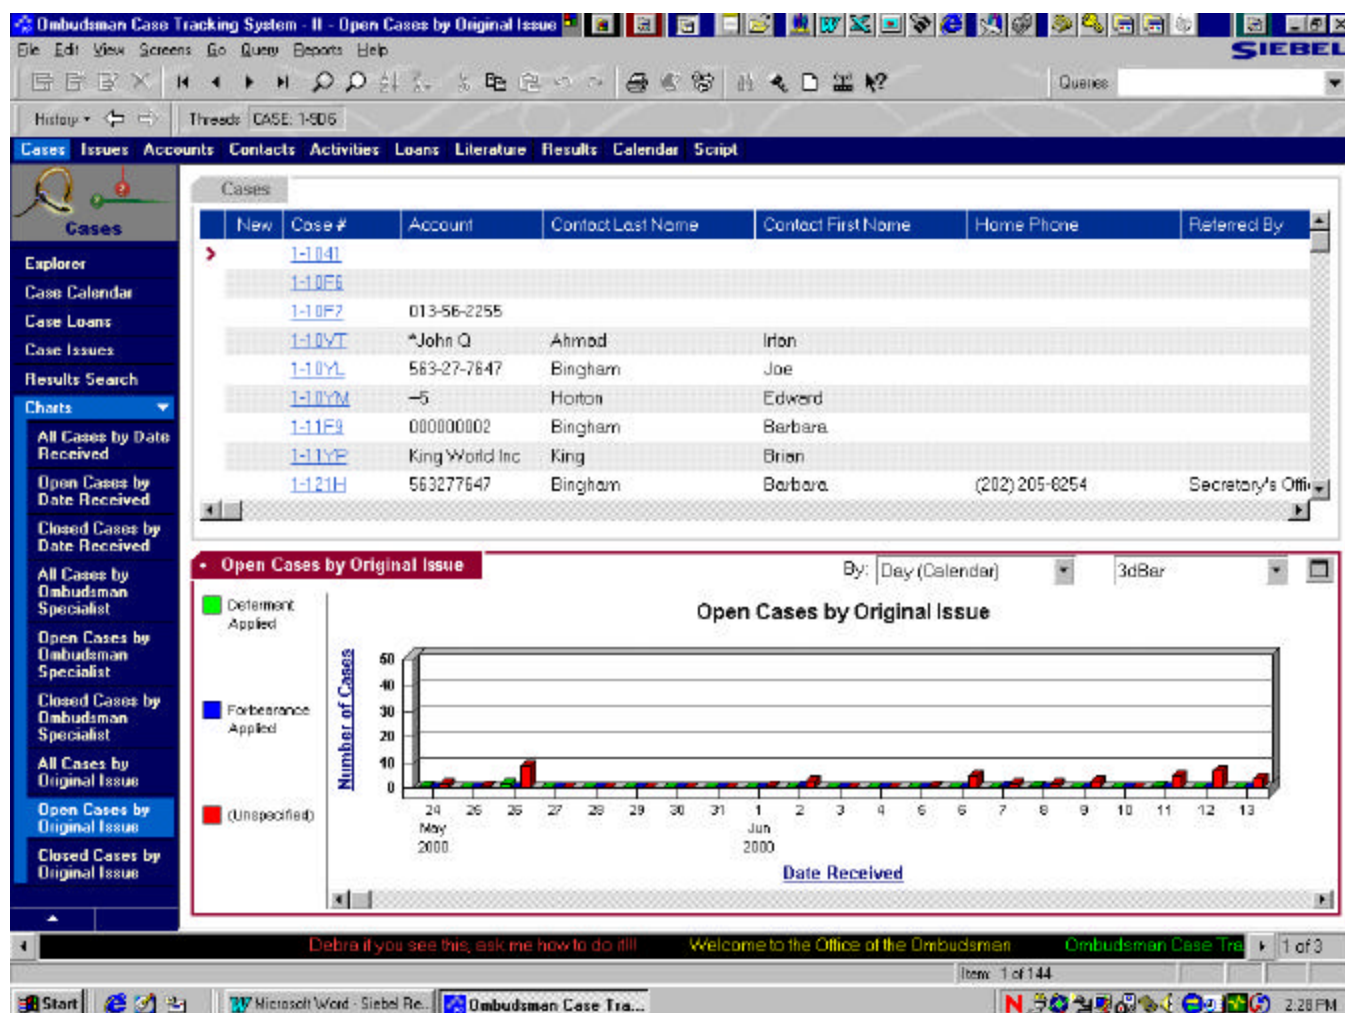 Ombudsman Case Tracking System - II - Open Cases by Original Issue
File Edit View Screens Go Query Reports Help
SIEBEL
Queries
History Threads CASE: 1-9D6
Cases Issues Accounts Contacts Activities Loans Literature Results Calendar Script
Cases
Explorer
Case Calendar
Case Loans
Case Issues
Results Search
Charts
All Cases by Date
Received
Open Cases by
Date Received
Closed Cases by
Date Received
All Cases by
Ombudsman
Specialist
Open Cases by
Ombudsman
Specialist
Closed Cases by
Ombudsman
Specialist
All Cases by
Original Issue
Open Cases by
Original Issue
Closed Cases by
Original Issue
Cases
New Case # Account Contact Last Name Contact First Name Home Phone Referred By
1-1041
1-10F6
1-10F7 013-56-2255
1-10VT *John Q Ahmad Irfan
1-10YL 563-27-7647 Bingham Joe
1-10YM --5 Horton Edward
1-11F9 000000002 Bingham Barbara
1-11YP King World Inc King Brian
1-121H 563277647 Bingham Barbara (202) 205-8254 Secretary's Offi
Open Cases by Original Issue By: Day (Calendar) 3dBar
Deferment
Applied
Forbearance
Applied
(Unspecified)
Open Cases by Original Issue
Number of Cases
50
40
30
20
10
0
24 25 26 27 28 29 30 31 1 2 3 4 5 6 7 8 9 10 11 12 13
May Jun
2000 2000
Date Received
Debra if you see this, ask me how to do it!!! Welcome to the Office of the Ombudsman Ombudsman Case Tra 1 of 3
Item: 1 of 144
Start Microsoft Word - Siebel Re... Ombudsman Case Tra... 2:28 PM